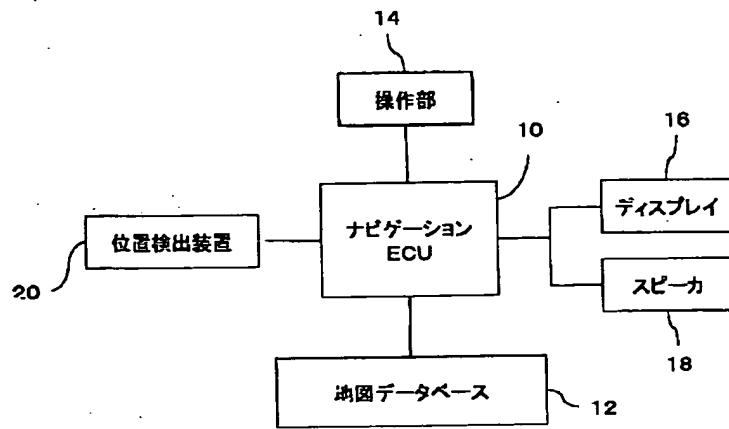 14
操作部
10
16
ナビゲーション
ECU
ディスプレイ
位置検出装置
スピーカ
20
18
地図データベース
12